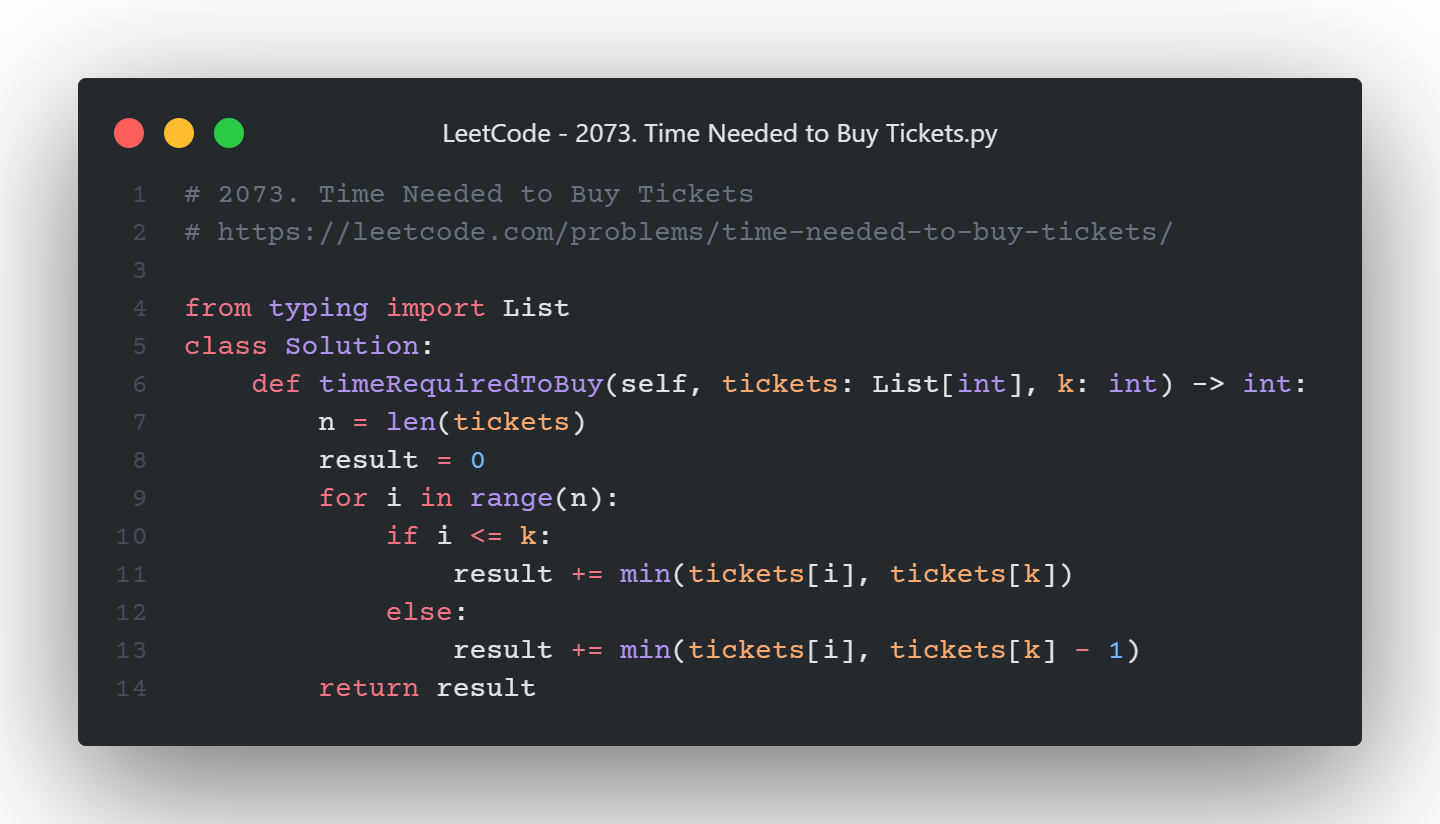 LeetCode - 2073. Time Needed to Buy Tickets.py
1 # 2073. Time Needed to Buy Tickets
2 # https://leetcode.com/problems/time-needed-to-buy-tickets/
3
4 from typing import List
5 class Solution:
6     def timeRequiredToBuy(self, tickets: List[int], k: int) -> int:
7         n = len(tickets)
8         result = 0
9         for i in range(n):
10             if i <= k:
11                 result += min(tickets[i], tickets[k])
12             else:
13                 result += min(tickets[i], tickets[k] - 1)
14         return result